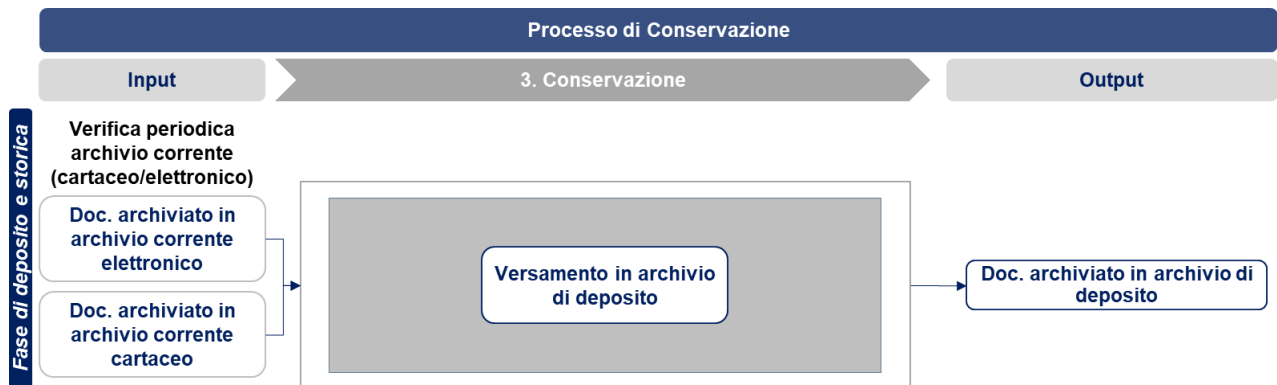 Processo di Conservazione
Input
3. Conservazione
Output
Fase di deposito e storica
Verifica periodica
archivio corrente
(cartaceo/elettronico)
Doc. archiviato in
archivio corrente
elettronico
Doc. archiviato in
archivio corrente
cartaceo
Versamento in archivio
di deposito
Doc. archiviato in archivio di
deposito